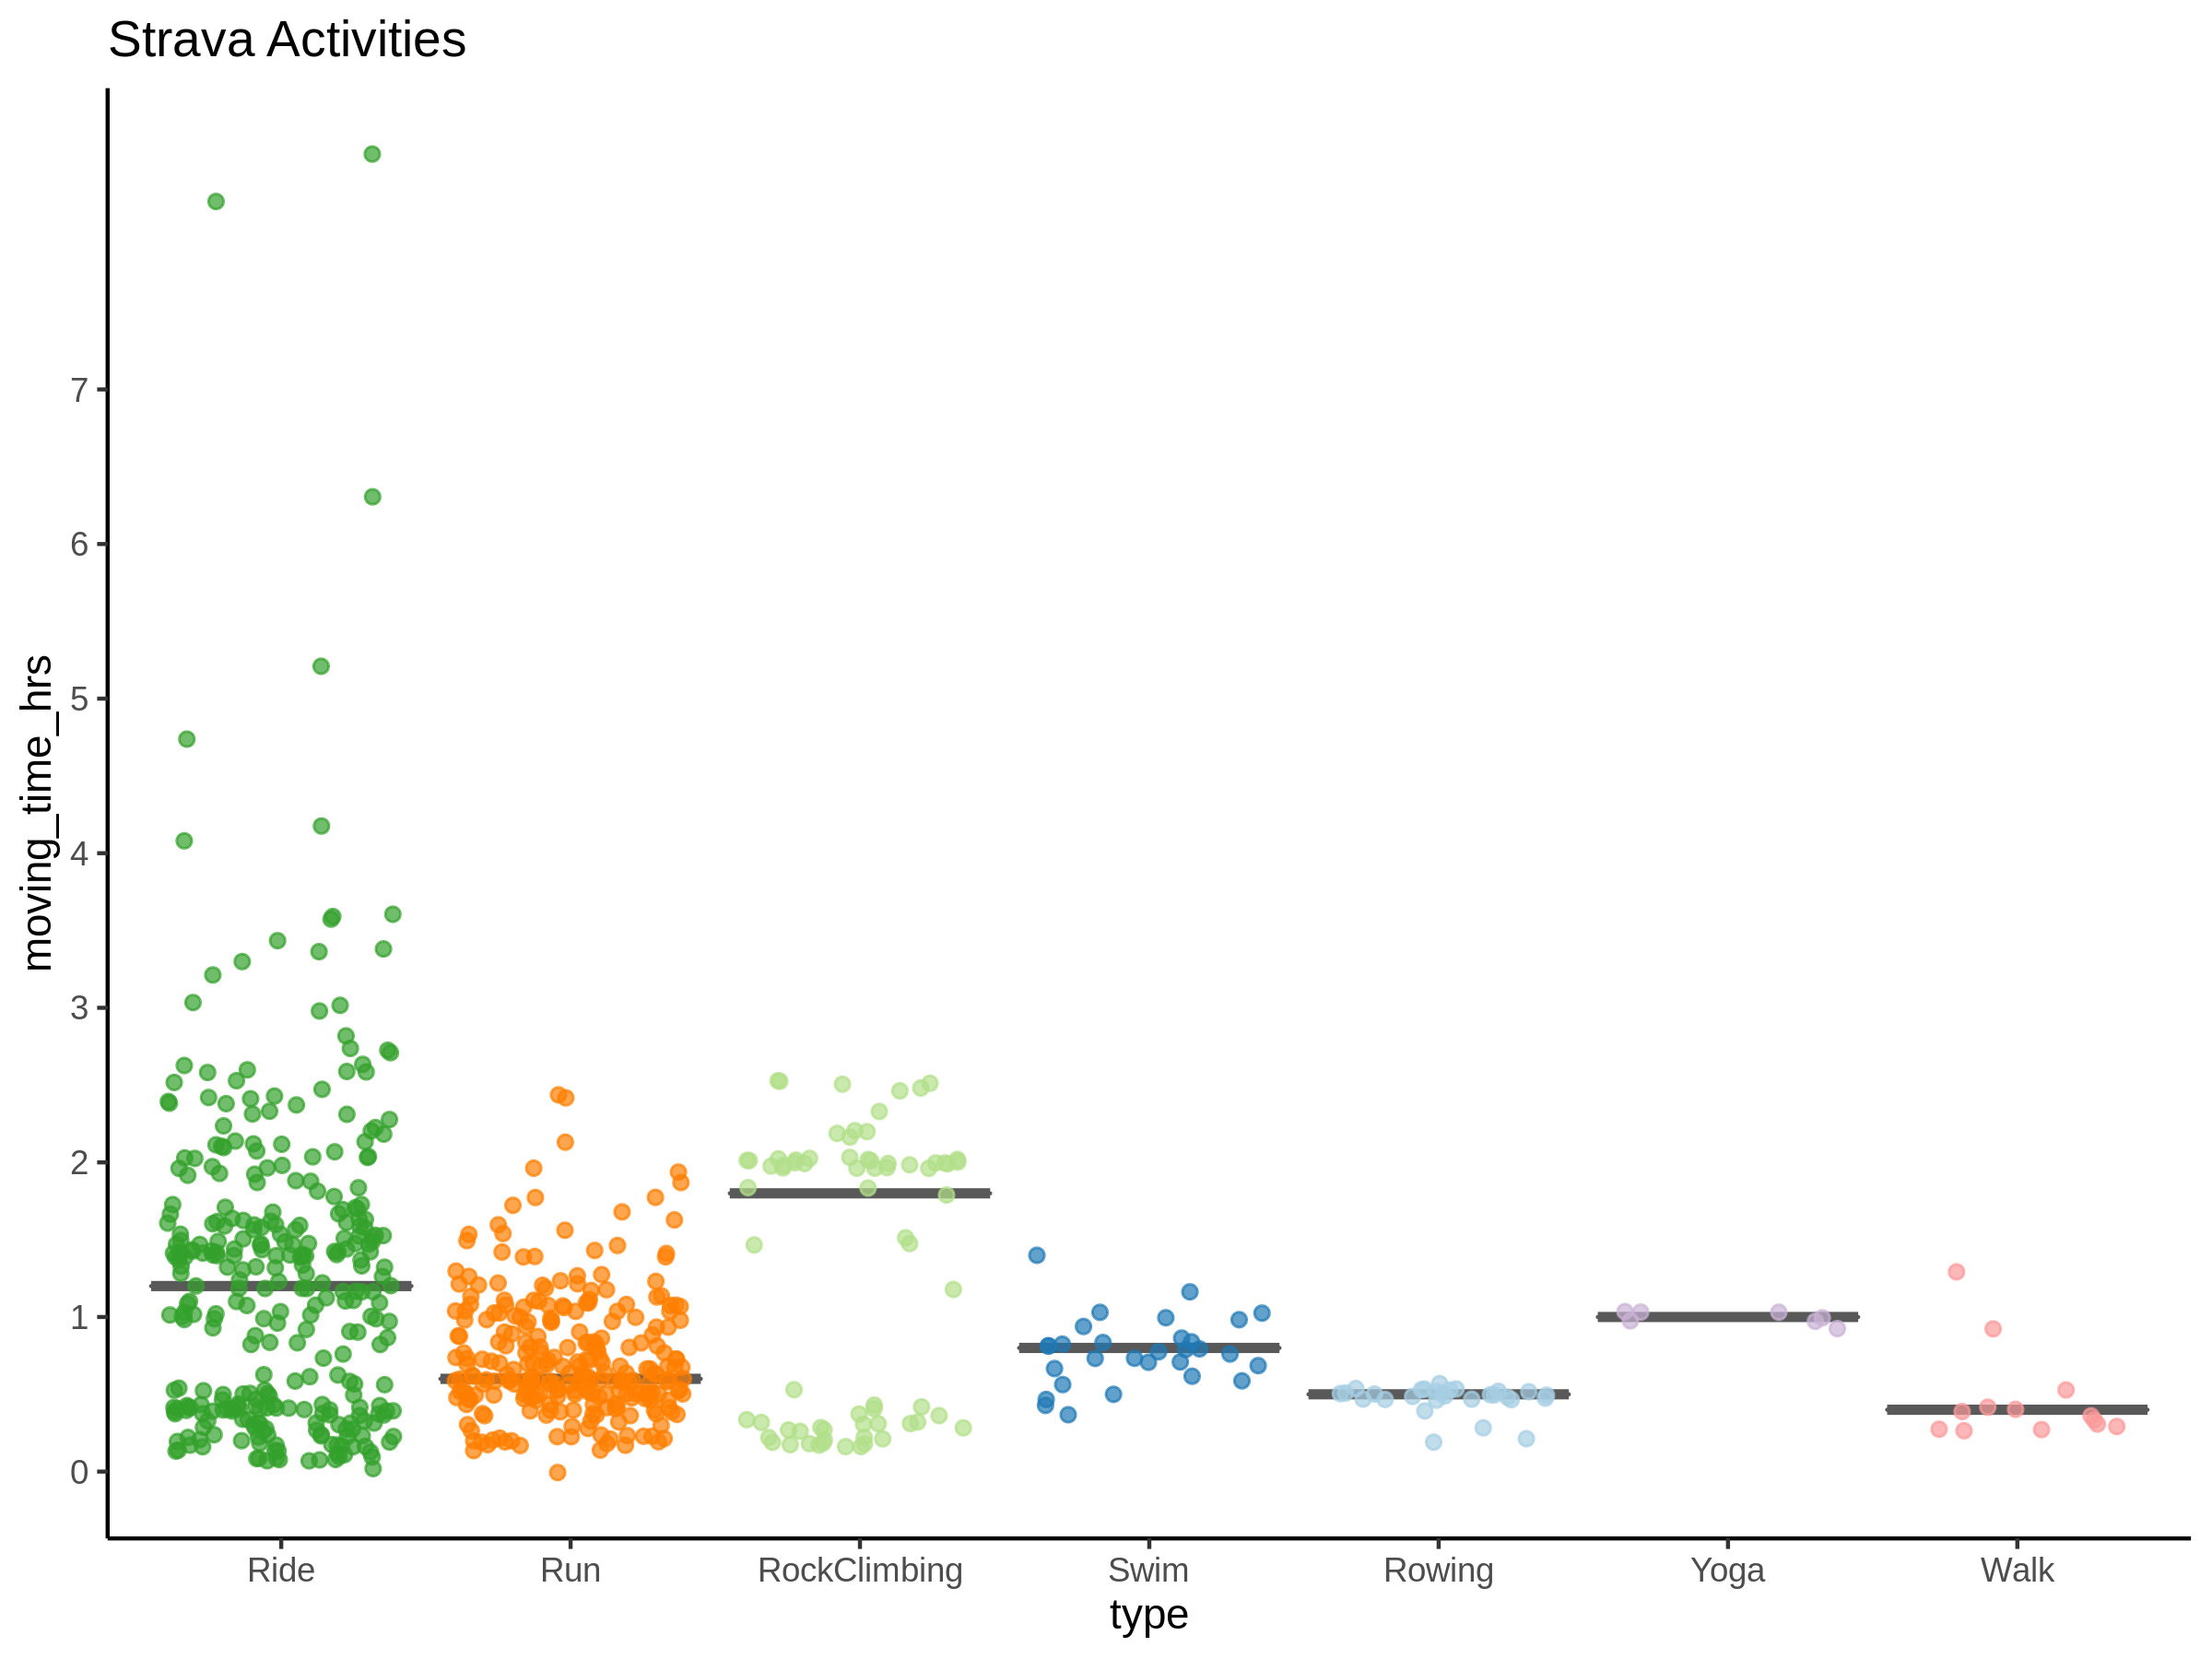 Strava Activities
moving_time_hrs
7
6
5
4
3
2
1
0
Ride Run RockClimbing Swim Rowing Yoga Walk
type